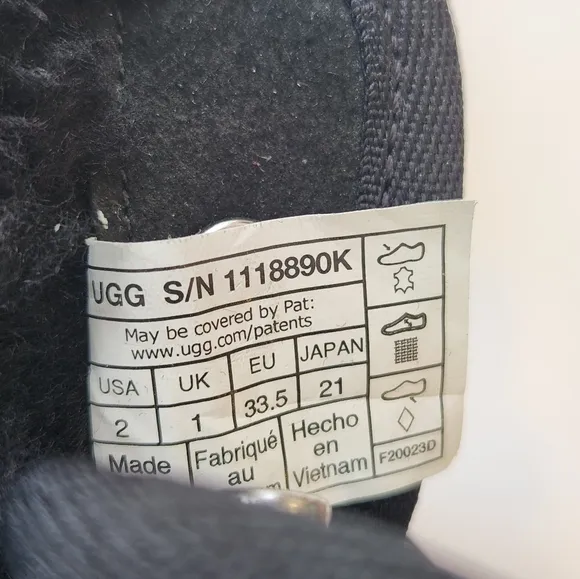 UGG S/N 1118890K
May be covered by Pat:
www.ugg.com/patents
USA UK EU JAPAN
2 1 33.5 21
Made
Fabriqué
au
Hecho
en
Vietnam
F20023D